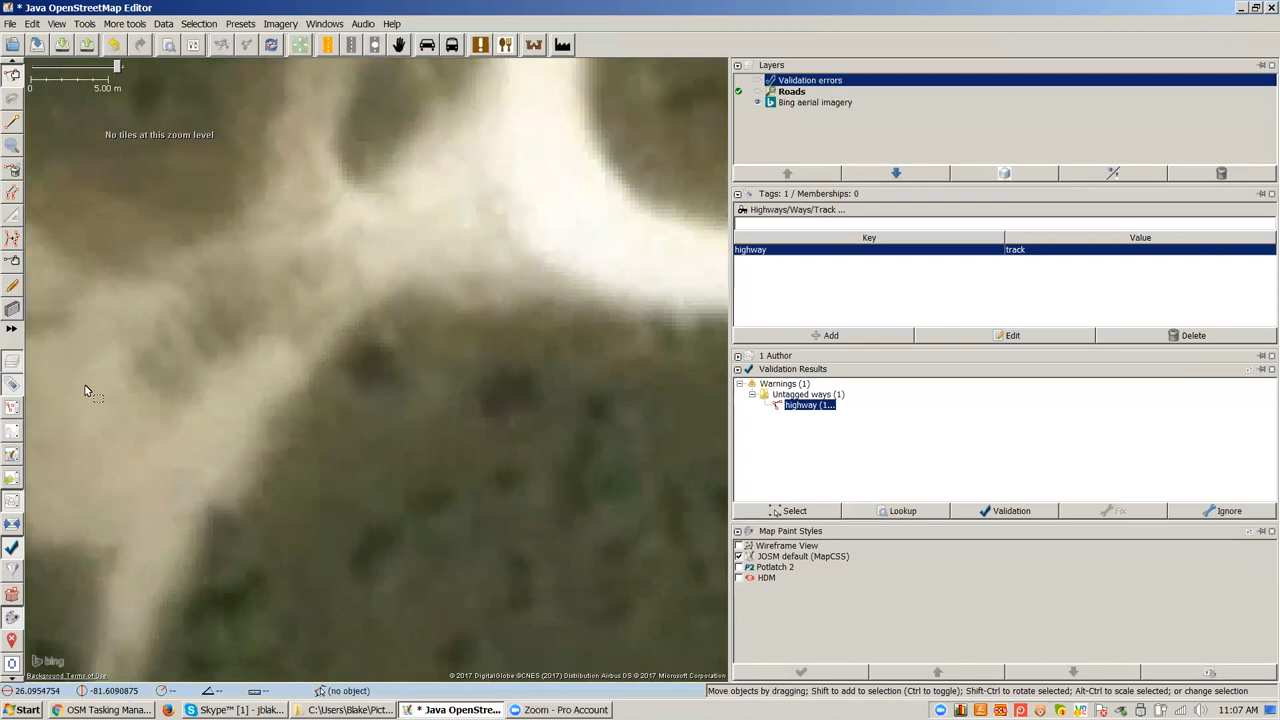 * Java OpenStreetMap Editor
File Edit View Tools More tools Data Selection Presets Imagery Windows Audio Help
0 5.00 m
No tiles at this zoom level
bing
Background Terms of Use
© 2017 DigitalGlobe ©CNES (2017) Distribution Airbus DS © 2017 Microsoft Corporation
Layers
Validation errors
Roads
Bing aerial imagery
Tags: 1 / Memberships: 0
Highways/Ways/Track ...
Key Value
highway track
Add Edit Delete
1 Author
Validation Results
Warnings (1)
Untagged ways (1)
highway (1...
Select Lookup Validation Fix Ignore
Map Paint Styles
Wireframe View
JOSM default (MapCSS)
P2 Potlatch 2
HDM
26.0954754 -81.6090875 -- -- -- (no object) Move objects by dragging; Shift to add to selection (Ctrl to toggle); Shift-Ctrl to rotate selected; Alt-Ctrl to scale selected; or change selection
Start OSM Tasking Mana... Skype™ [1] - jblak... C:\Users\Blake\Pict... * Java OpenStree... Zoom - Pro Account 11:07 AM